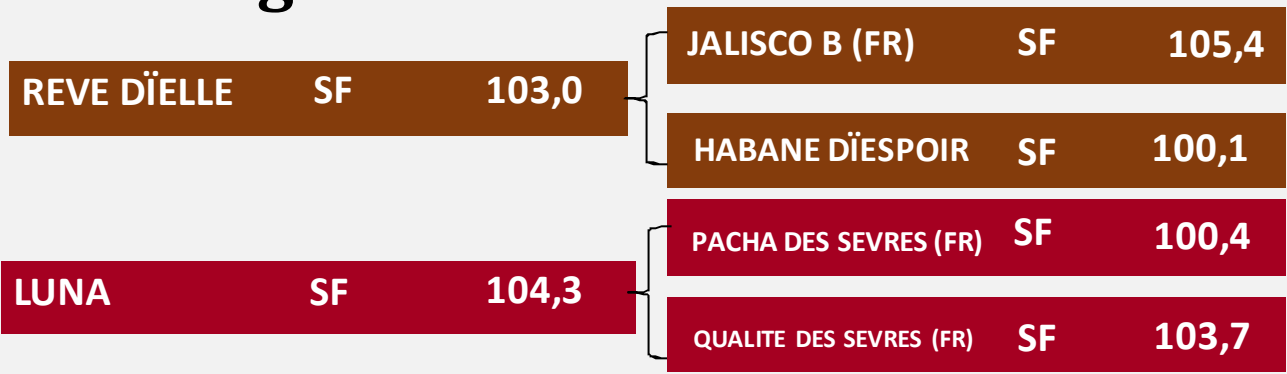 g
JALISCO B (FR) SF 105,4
REVE DÏELLE SF 103,0
HABANE DÏESPOIR SF 100,1
PACHA DES SEVRES (FR) SF 100,4
LUNA SF 104,3
QUALITE DES SEVRES (FR) SF 103,7